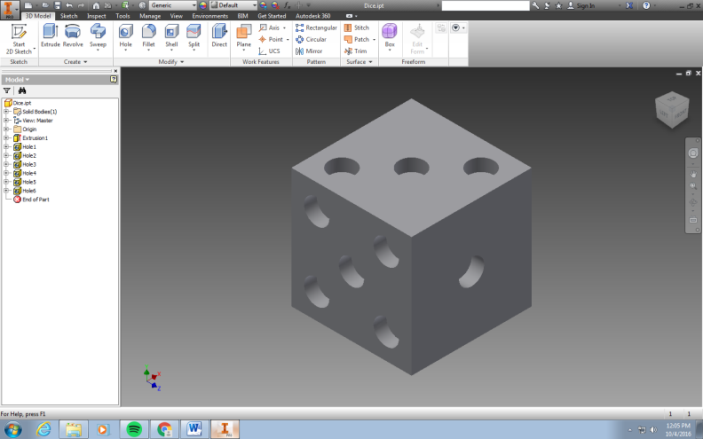 Generic
Default
Dice.ipt
Sign In
3D Model Sketch Inspect Tools Manage View Environments BIM Get Started Autodesk 360
Start
2D Sketch
Extrude Revolve Sweep
Hole Fillet Shell Split Direct Plane
Axis
Point
UCS
Rectangular
Circular
Mirror
Stitch
Patch
Trim
Box
Edit
Form
Sketch Create Modify Work Features Pattern Surface Freeform
Model
Dice.ipt
Solid Bodies(1)
View: Master
Origin
Extrusion1
Hole1
Hole2
Hole3
Hole4
Hole5
Hole6
End of Part
X
Z
For Help, press F1
1 1
12:05 PM
10/4/2016